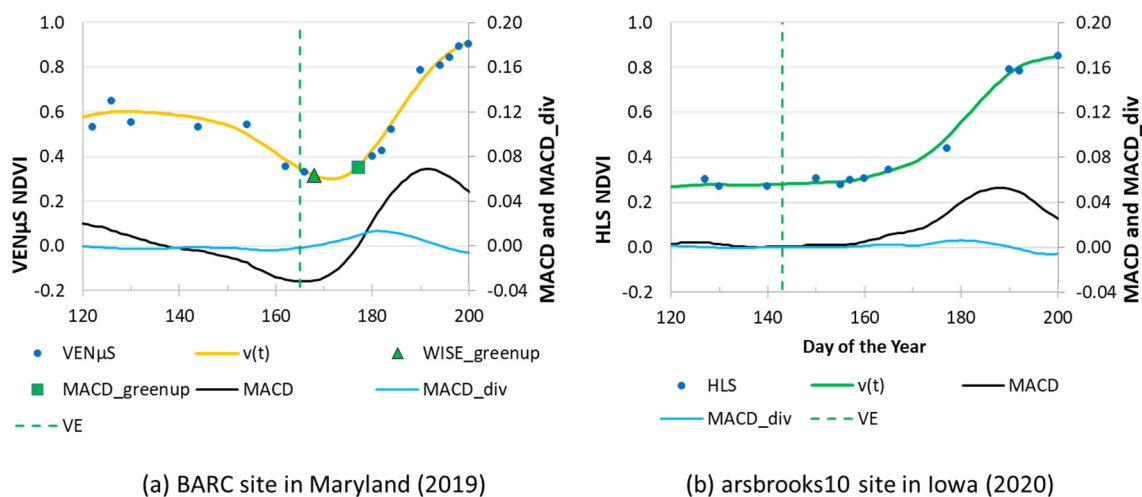 1.0
0.8
0.6
0.4
0.2
0.0
-0.2
VENµS NDVI
0.20
0.16
0.12
0.08
0.04
0.00
-0.04
MACD and MACD_div
120 140 160 180 200
VENµS v(t) WISE_greenup
MACD_greenup MACD MACD_div
VE
(a) BARC site in Maryland (2019)
1.0
0.8
0.6
0.4
0.2
0.0
-0.2
HLS NDVI
0.20
0.16
0.12
0.08
0.04
0.00
-0.04
MACD and MACD_div
120 140 160 180 200
Day of the Year
HLS v(t) MACD
MACD_div VE
(b) arsbrooks10 site in Iowa (2020)